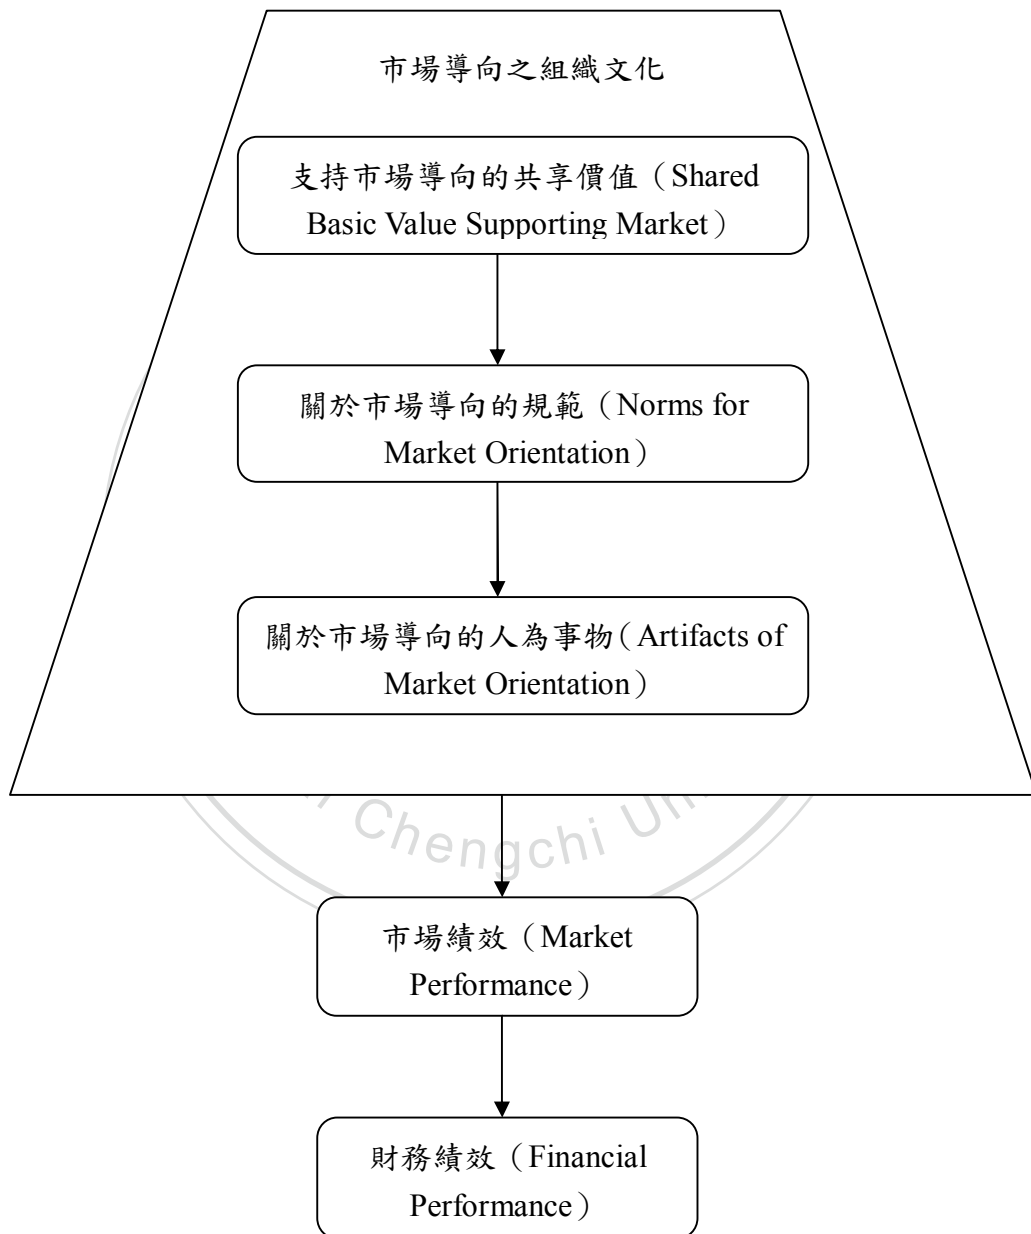 市場導向之組織文化
支持市場導向的共享價值（Shared
Basic Value Supporting Market）
關於市場導向的規範（Norms for
Market Orientation）
關於市場導向的人為事物（Artifacts of
Market Orientation）
Chengchi
市場績效（Market
Performance）
財務績效（Financial
Performance）